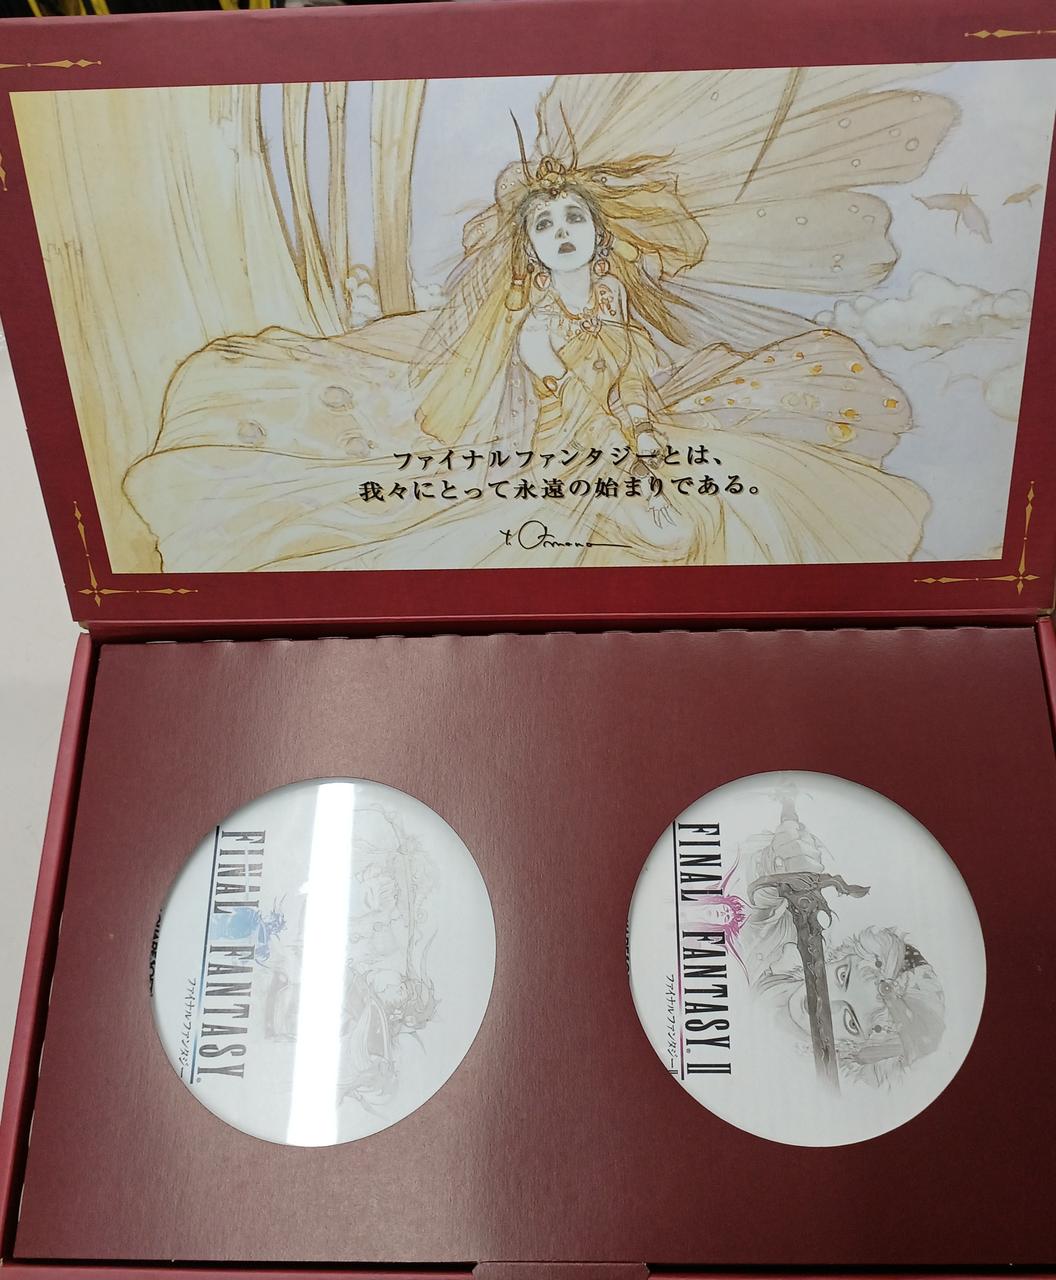 ファイナルファンタジーとは、
我々にとって永遠の始まりである。
Y. Amano
FINAL FANTASY®
ファイナルファンタジー
FINAL FANTASY® II
ファイナルファンタジーII